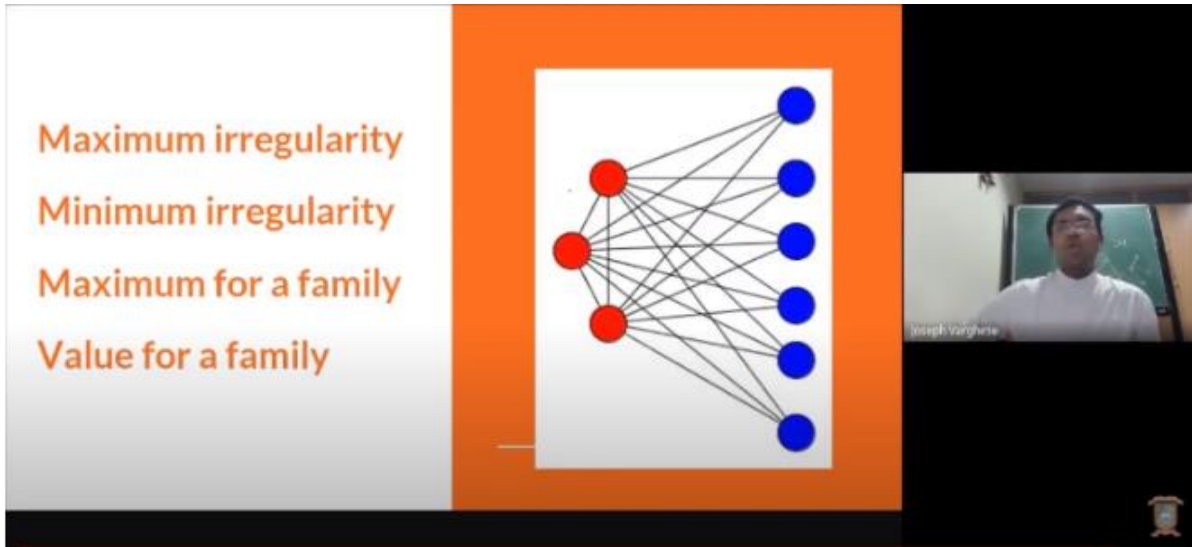 Maximum irregularity
Minimum irregularity
Maximum for a family
Value for a family
Joseph Varghese